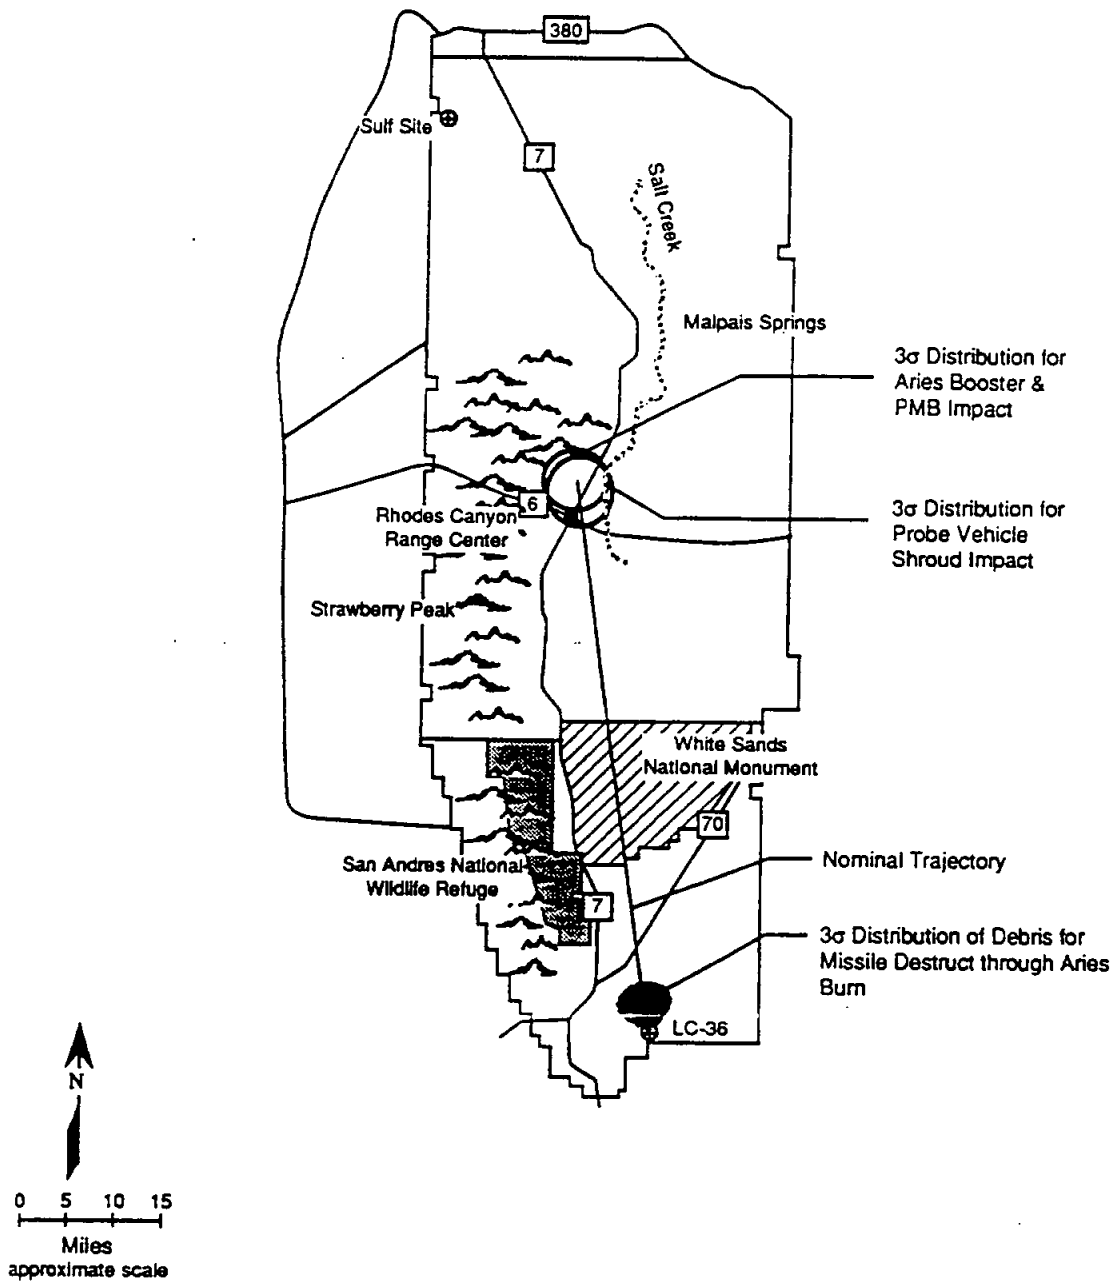 380
Sulf Site
7
Salt Creek
Malpais Springs
3σ Distribution for
Aries Booster &
PMB Impact
6
Rhodes Canyon
Range Center
3σ Distribution for
Probe Vehicle
Shroud Impact
Strawberry Peak
White Sands
National Monument
70
San Andres National
Wildlife Refuge
Nominal Trajectory
7
3σ Distribution of Debris for
Missile Destruct through Aries
Burn
LC-36
N
0 5 10 15
Miles
approximate scale